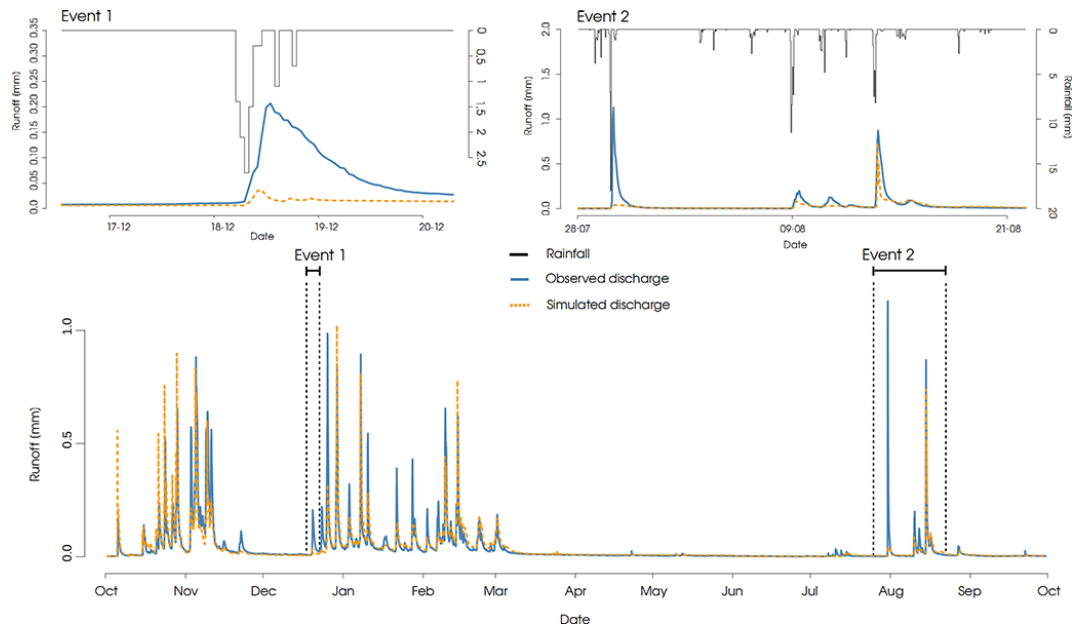 Event 1
Runoff (mm)
0.35
0.30
0.25
0.20
0.15
0.10
0.05
0.0
0
0.5
1
1.5
2
2.5
17-12
18-12
19-12
20-12
Date
Event 2
Runoff (mm)
2.0
1.5
1.0
0.5
0.0
0
5
10
15
20
Rainfall (mm)
28-07
09-08
21-08
Date
Event 1
Rainfall
Observed discharge
Simulated discharge
Event 2
Runoff (mm)
1.0
0.5
0.0
Oct
Nov
Dec
Jan
Feb
Mar
Apr
May
Jun
Jul
Aug
Sep
Oct
Date